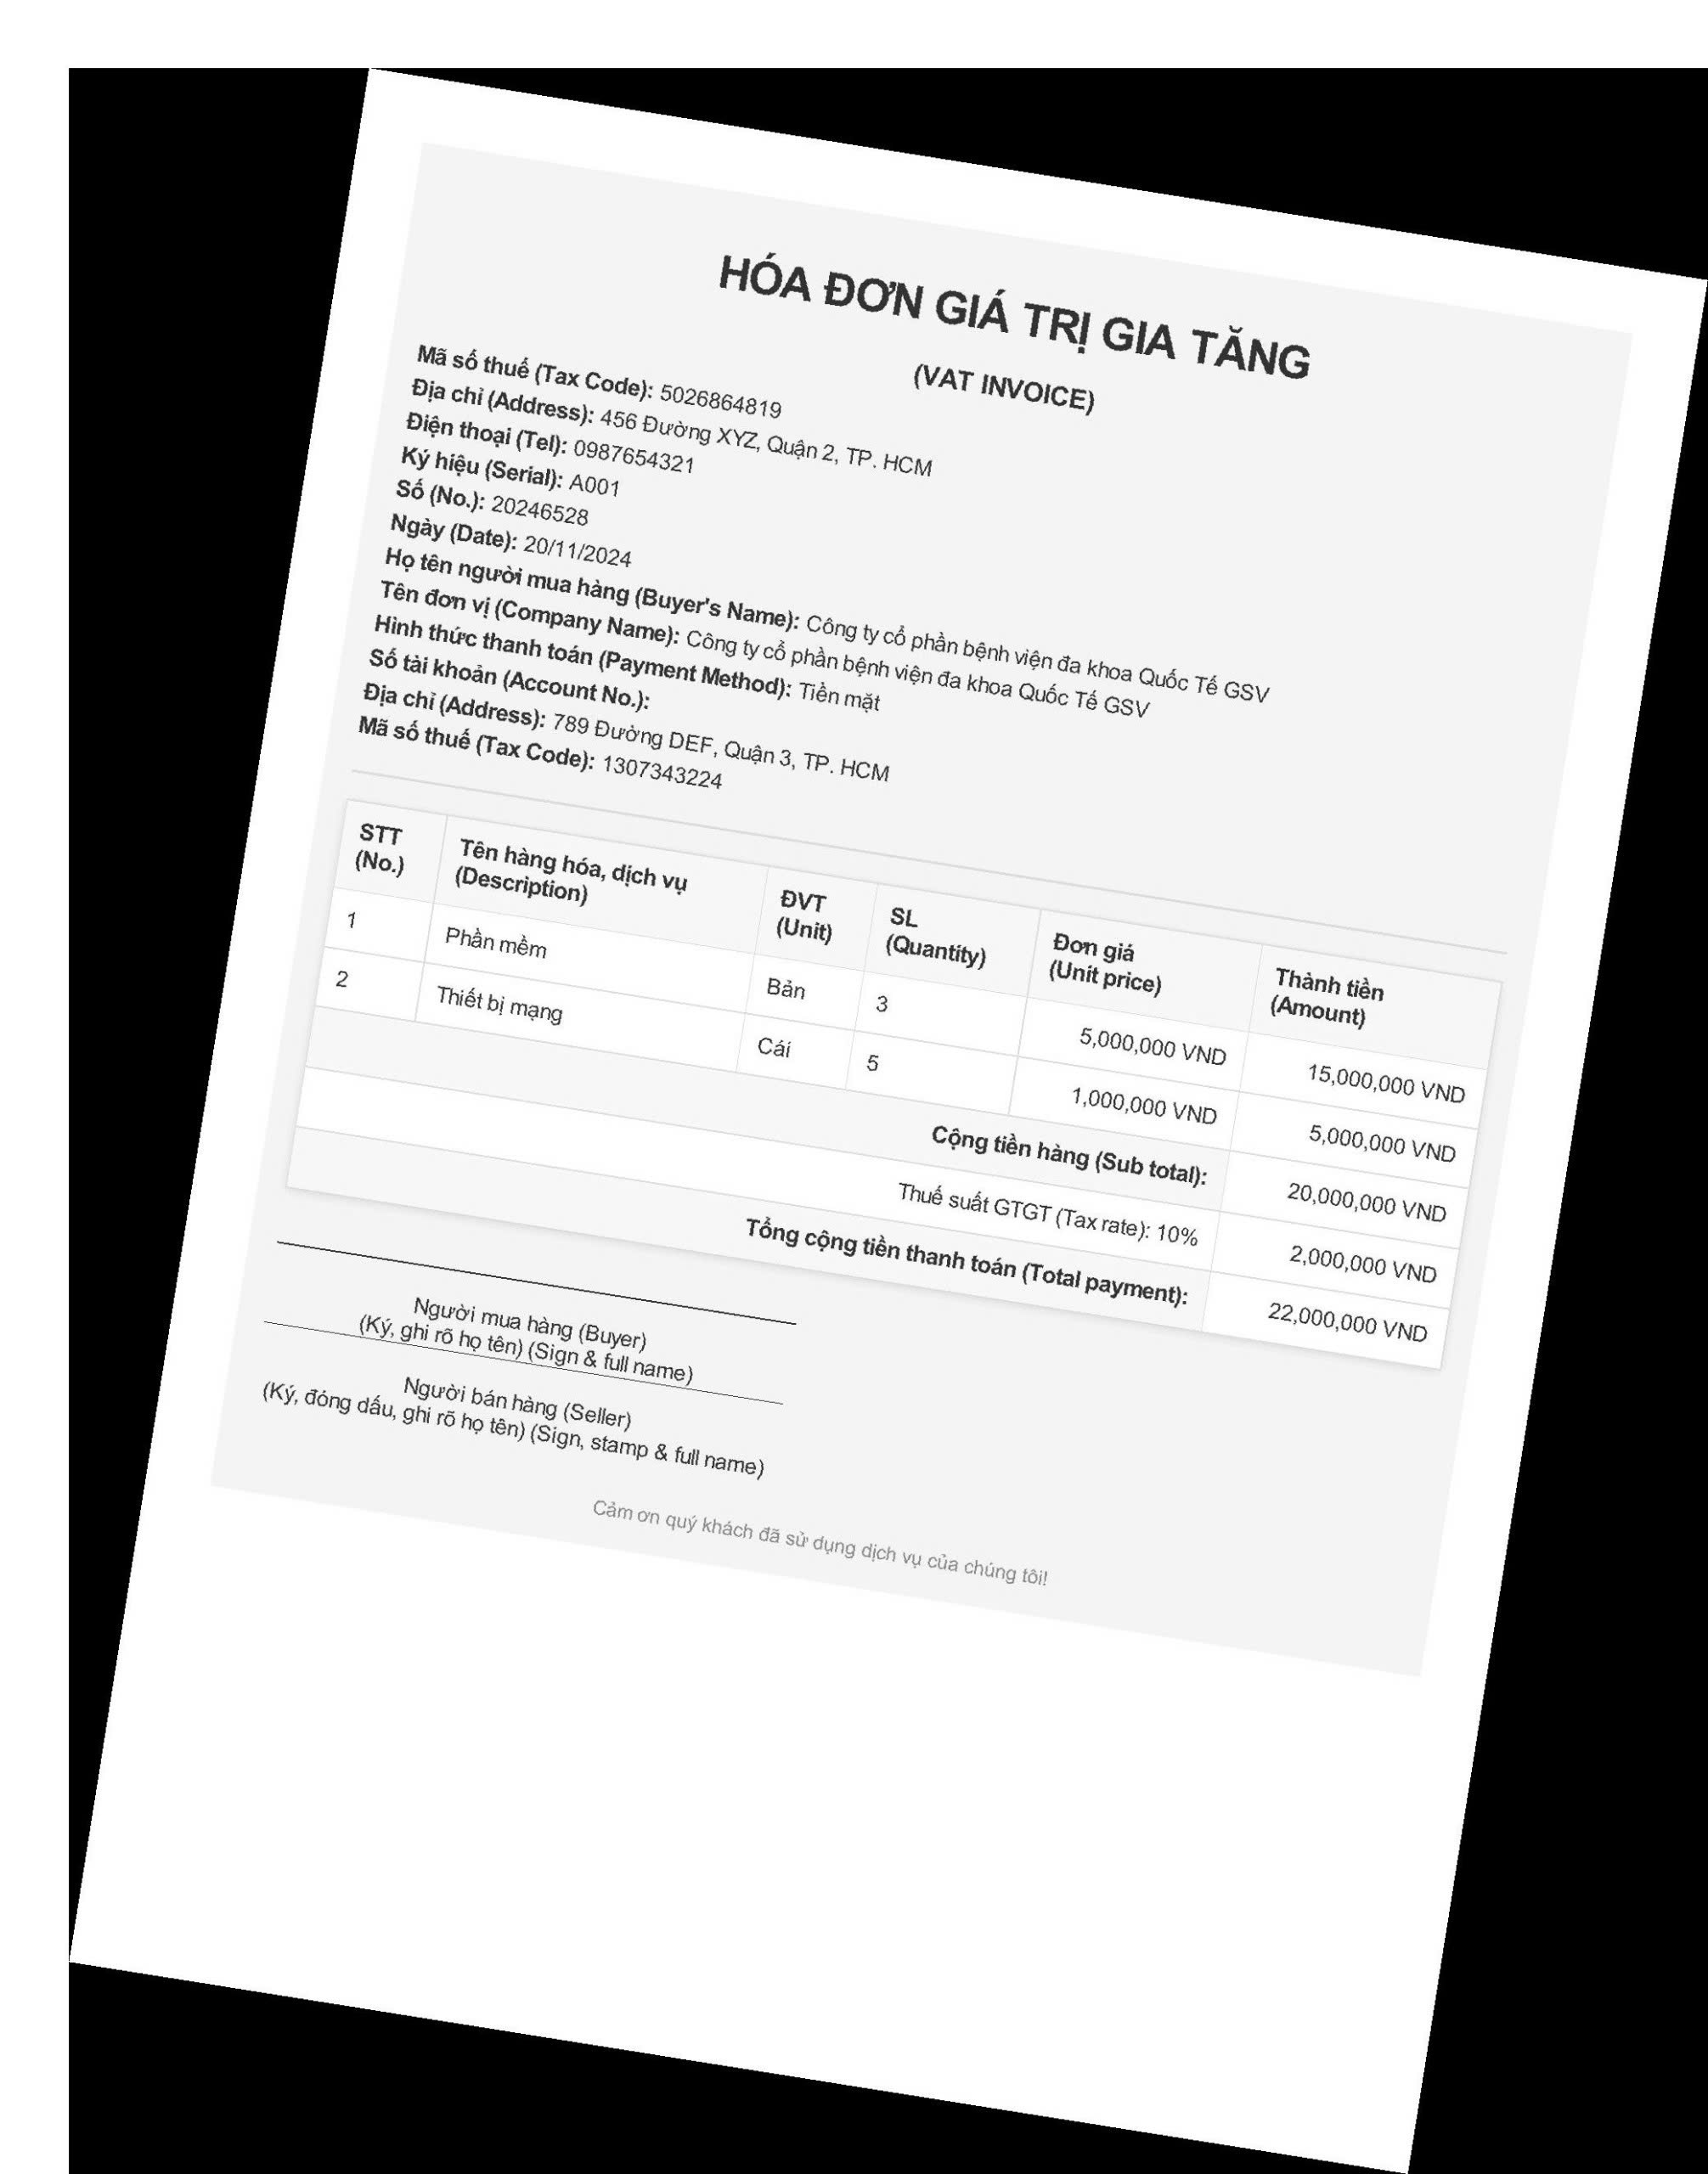 HÓA ĐƠN GIÁ TRỊ GIA TĂNG
(VAT INVOICE)
Mã số thuế (Tax Code): 5026864819
Địa chỉ (Address): 456 Đường XYZ, Quận 2, TP. HCM
Điện thoại (Tel): 0987654321
Ký hiệu (Serial): A001
Số (No.): 20246528
Ngày (Date): 20/11/2024
Họ tên người mua hàng (Buyer's Name): Công ty cổ phần bệnh viện đa khoa Quốc Tế GSV
Tên đơn vị (Company Name): Công ty cổ phần bệnh viện đa khoa Quốc Tế GSV
Hình thức thanh toán (Payment Method): Tiền mặt
Số tài khoản (Account No.):
Địa chỉ (Address): 789 Đường DEF, Quận 3, TP. HCM
Mã số thuế (Tax Code): 1307343224
STT (No.) Tên hàng hóa, dịch vụ (Description) ĐVT (Unit) SL (Quantity) Đơn giá (Unit price) Thành tiền (Amount)
1 Phần mềm Bản 3 5,000,000 VND 15,000,000 VND
2 Thiết bị mạng Cái 5 1,000,000 VND 5,000,000 VND
Cộng tiền hàng (Sub total): 20,000,000 VND
Thuế suất GTGT (Tax rate): 10% 2,000,000 VND
Tổng cộng tiền thanh toán (Total payment): 22,000,000 VND
Người mua hàng (Buyer)
(Ký, ghi rõ họ tên) (Sign & full name)
Người bán hàng (Seller)
(Ký, đóng dấu, ghi rõ họ tên) (Sign, stamp & full name)
Cảm ơn quý khách đã sử dụng dịch vụ của chúng tôi!